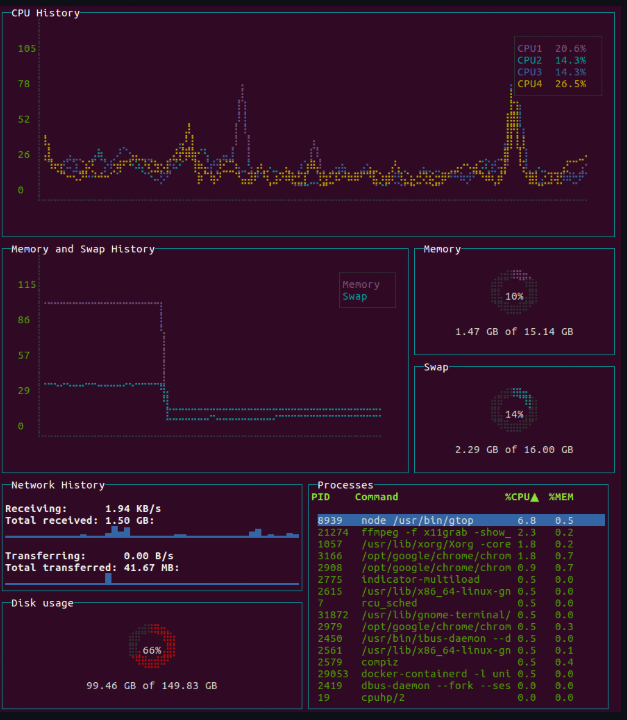 CPU History
105
CPU1 20.6%
CPU2 14.3%
78
CPU3 14.3%
CPU4 26.5%
52
26
0
Memory and Swap History
115
Memory
Swap
86
57
29
0
Memory
10%
1.47 GB of 15.14 GB
Swap
14%
2.29 GB of 16.00 GB
Network History
Receiving: 1.94 KB/s
Total received: 1.50 GB:
Transferring: 0.00 B/s
Total transferred: 41.67 MB:
Disk usage
66%
99.46 GB of 149.83 GB
Processes
PID Command %CPU▲ %MEM
8939 node /usr/bin/gtop 6.8 0.5
21274 ffmpeg -f x11grab -show_ 2.3 0.2
1057 /usr/lib/xorg/Xorg -core 1.8 0.2
3166 /opt/google/chrome/chrom 1.8 0.7
2908 /opt/google/chrome/chrom 0.9 0.7
2775 indicator-multiload 0.5 0.0
2615 /usr/lib/x86_64-linux-gn 0.5 0.0
7 rcu_sched 0.5 0.0
31872 /usr/lib/gnome-terminal/ 0.5 0.0
2979 /opt/google/chrome/chrom 0.5 0.3
2450 /usr/bin/ibus-daemon --d 0.5 0.0
2561 /usr/lib/x86_64-linux-gn 0.5 0.1
2579 compiz 0.5 0.4
29053 docker-containerd -l uni 0.5 0.0
2419 dbus-daemon --fork --ses 0.0 0.0
19 cpuhp/2 0.0 0.0